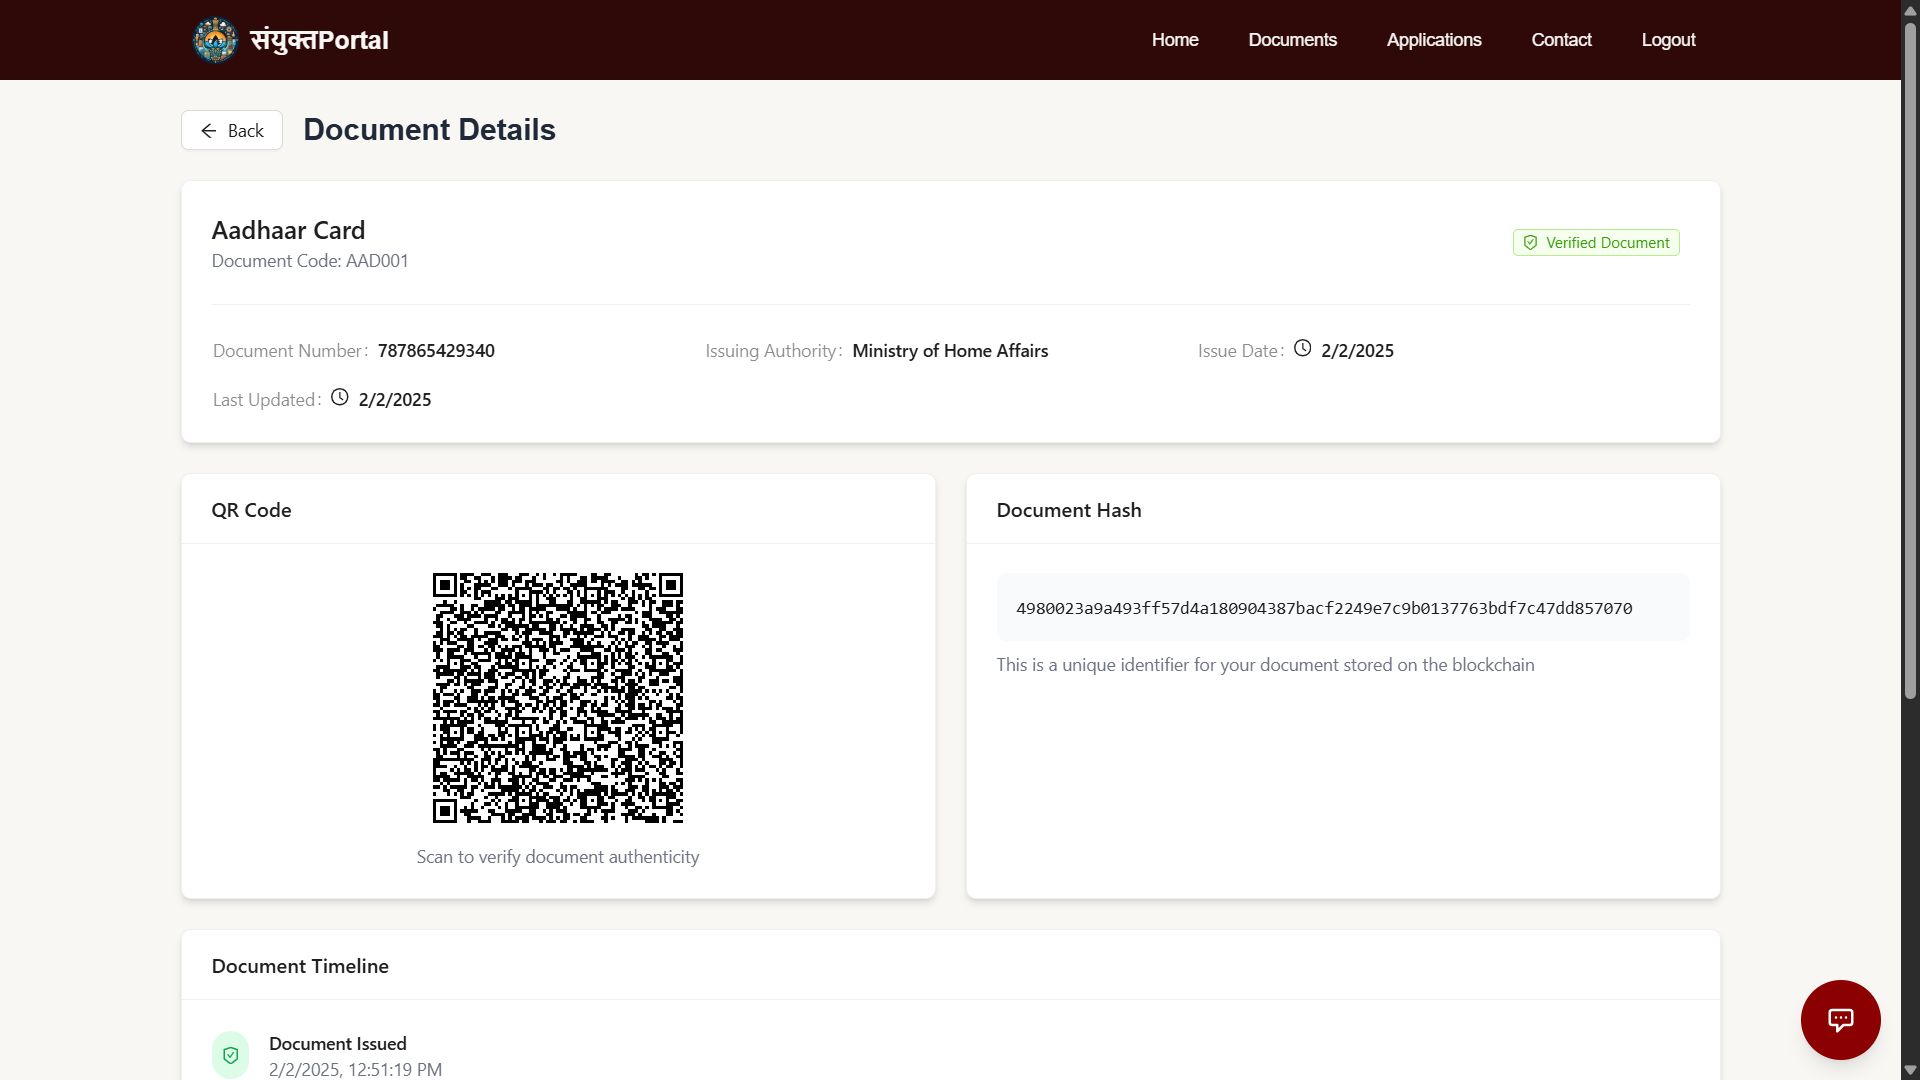 संयुक्तPortal
Home Documents Applications Contact Logout
Back
Document Details
Aadhaar Card
Document Code: AAD001
Verified Document
Document Number: 787865429340
Issuing Authority: Ministry of Home Affairs
Issue Date: 2/2/2025
Last Updated: 2/2/2025
QR Code
Scan to verify document authenticity
Document Hash
4980023a9a493ff57d4a180904387bacf2249e7c9b0137763bdf7c47dd857070
This is a unique identifier for your document stored on the blockchain
Document Timeline
Document Issued
2/2/2025, 12:51:19 PM